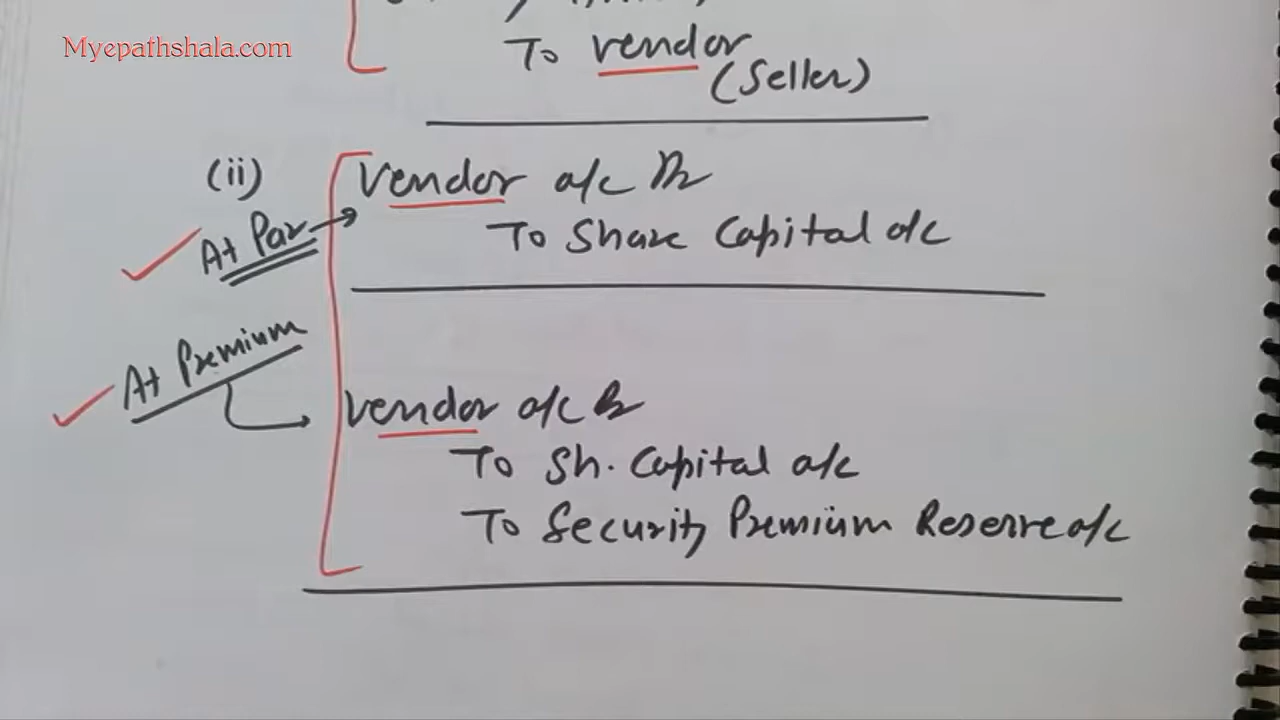 Myepathshala.com
To vendor
(Seller)
(ii)
vendor a/c Dr
At Par
To Share Capital a/c
At Premium
vendor a/c Dr
To Sh. Capital a/c
To Security Premium Reserve a/c